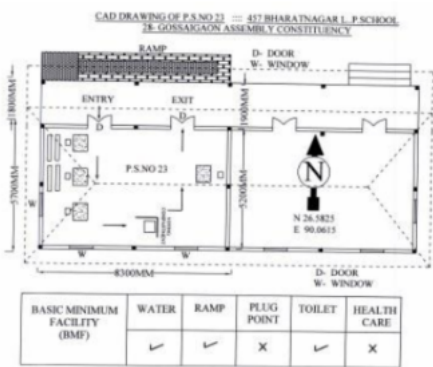 CAD DRAWING OF P.S.NO 23 ::: 457 BHARATNAGAR L.P SCHOOL
28- GOSSAIGAON ASSEMBLY CONSTITUENCY
RAMP
D- DOOR
W- WINDOW
1800MM
ENTRY
EXIT
1900MM
D
D
P.S.NO 23
N
5700MM
5200MM
W
N 26.5825
E 90.0615
W
W
8300MM
D- DOOR
W- WINDOW
BASIC MINIMUM FACILITY (BMF)
WATER
RAMP
PLUG POINT
TOILET
HEALTH CARE